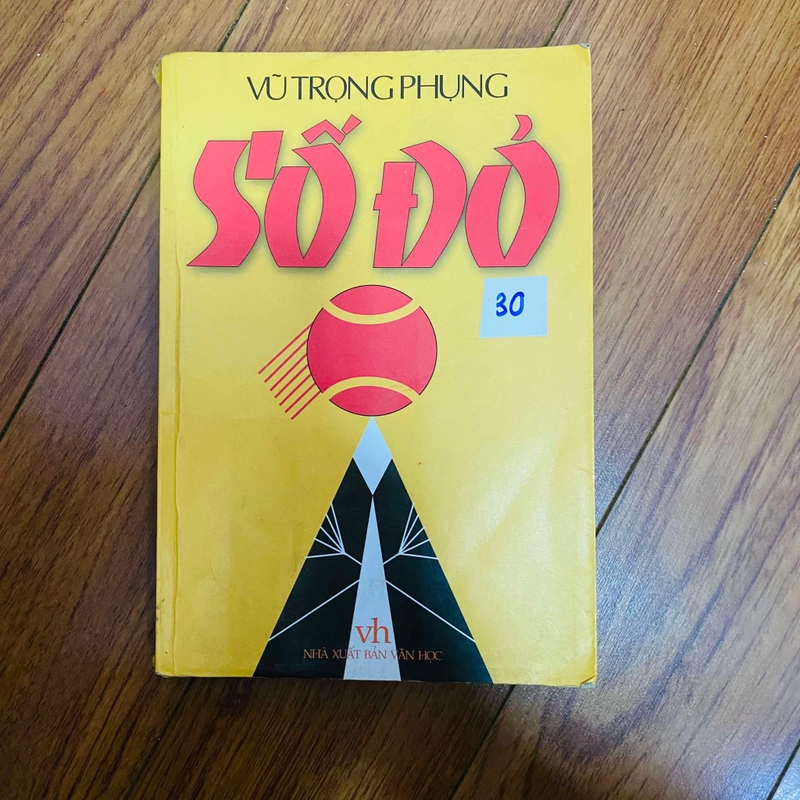 VŨ TRỌNG PHỤNG
SỐ ĐỎ
30
vh
NHÀ XUẤT BẢN VĂN HỌC